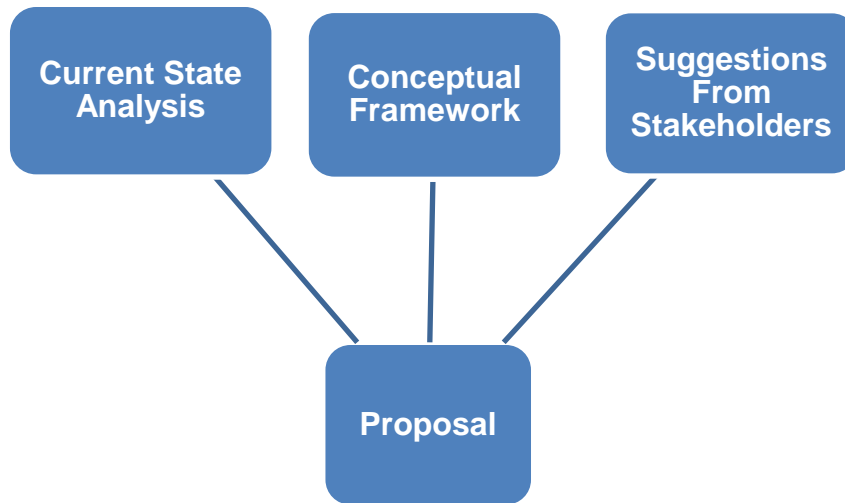 Current State
Analysis
Conceptual
Framework
Suggestions
From
Stakeholders
Proposal